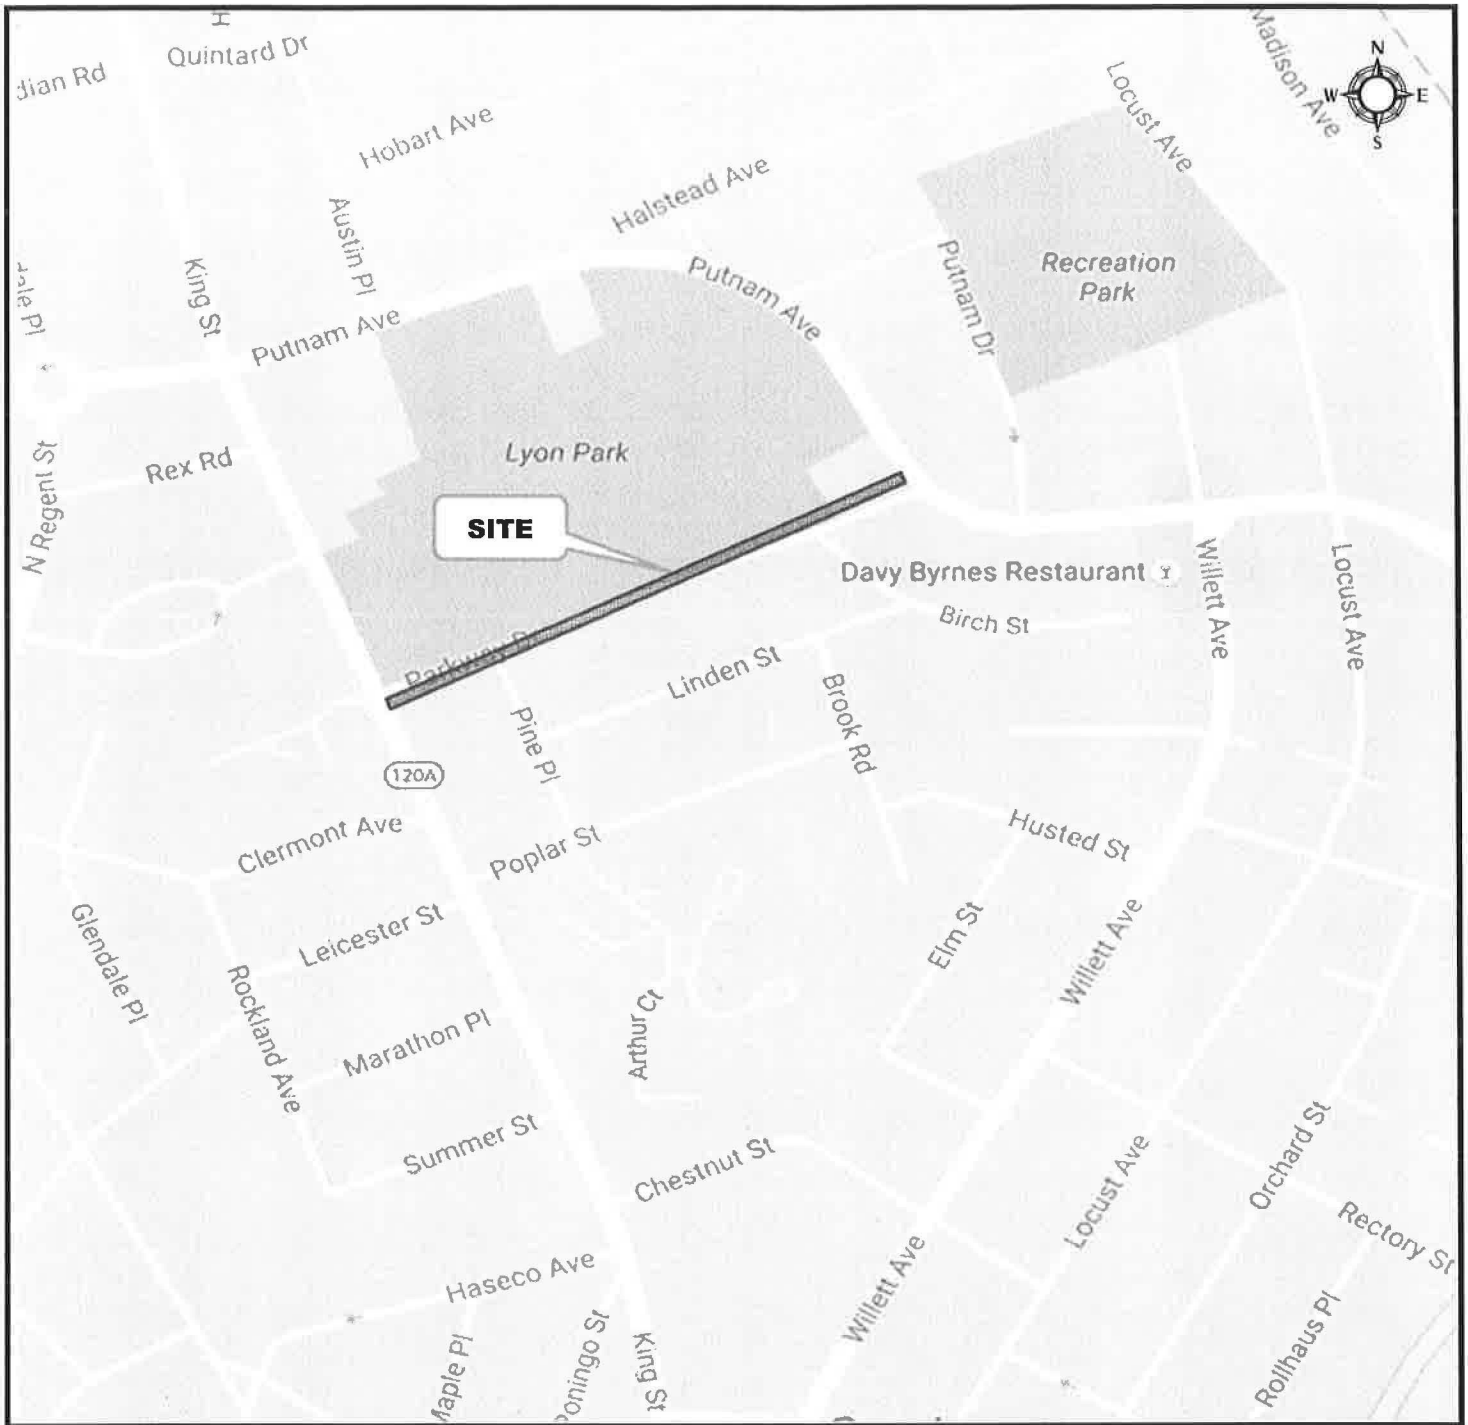 Quintard Dr
dian Rd
Madison Ave
N
W
E
S
Locust Ave
Hobart Ave
Halstead Ave
Austin Pl
King St
Putnam Ave
Putnam Ave
Putnam Dr
Recreation
Park
Lyon Park
Rex Rd
N Regent St
SITE
Davy Byrnes Restaurant
Birch St
Willett Ave
Locust Ave
Parkway Dr
Linden St
Pine Pl
Brook Rd
120A
Clermont Ave
Poplar St
Husted St
Glendale Pl
Leicester St
Rockland Ave
Elm St
Willett Ave
Marathon Pl
Arthur Ct
Summer St
Chestnut St
Locust Ave
Orchard St
Rectory St
Haseco Ave
Willett Ave
Maple Pl
oningo St
King St
Rollhaus Pl